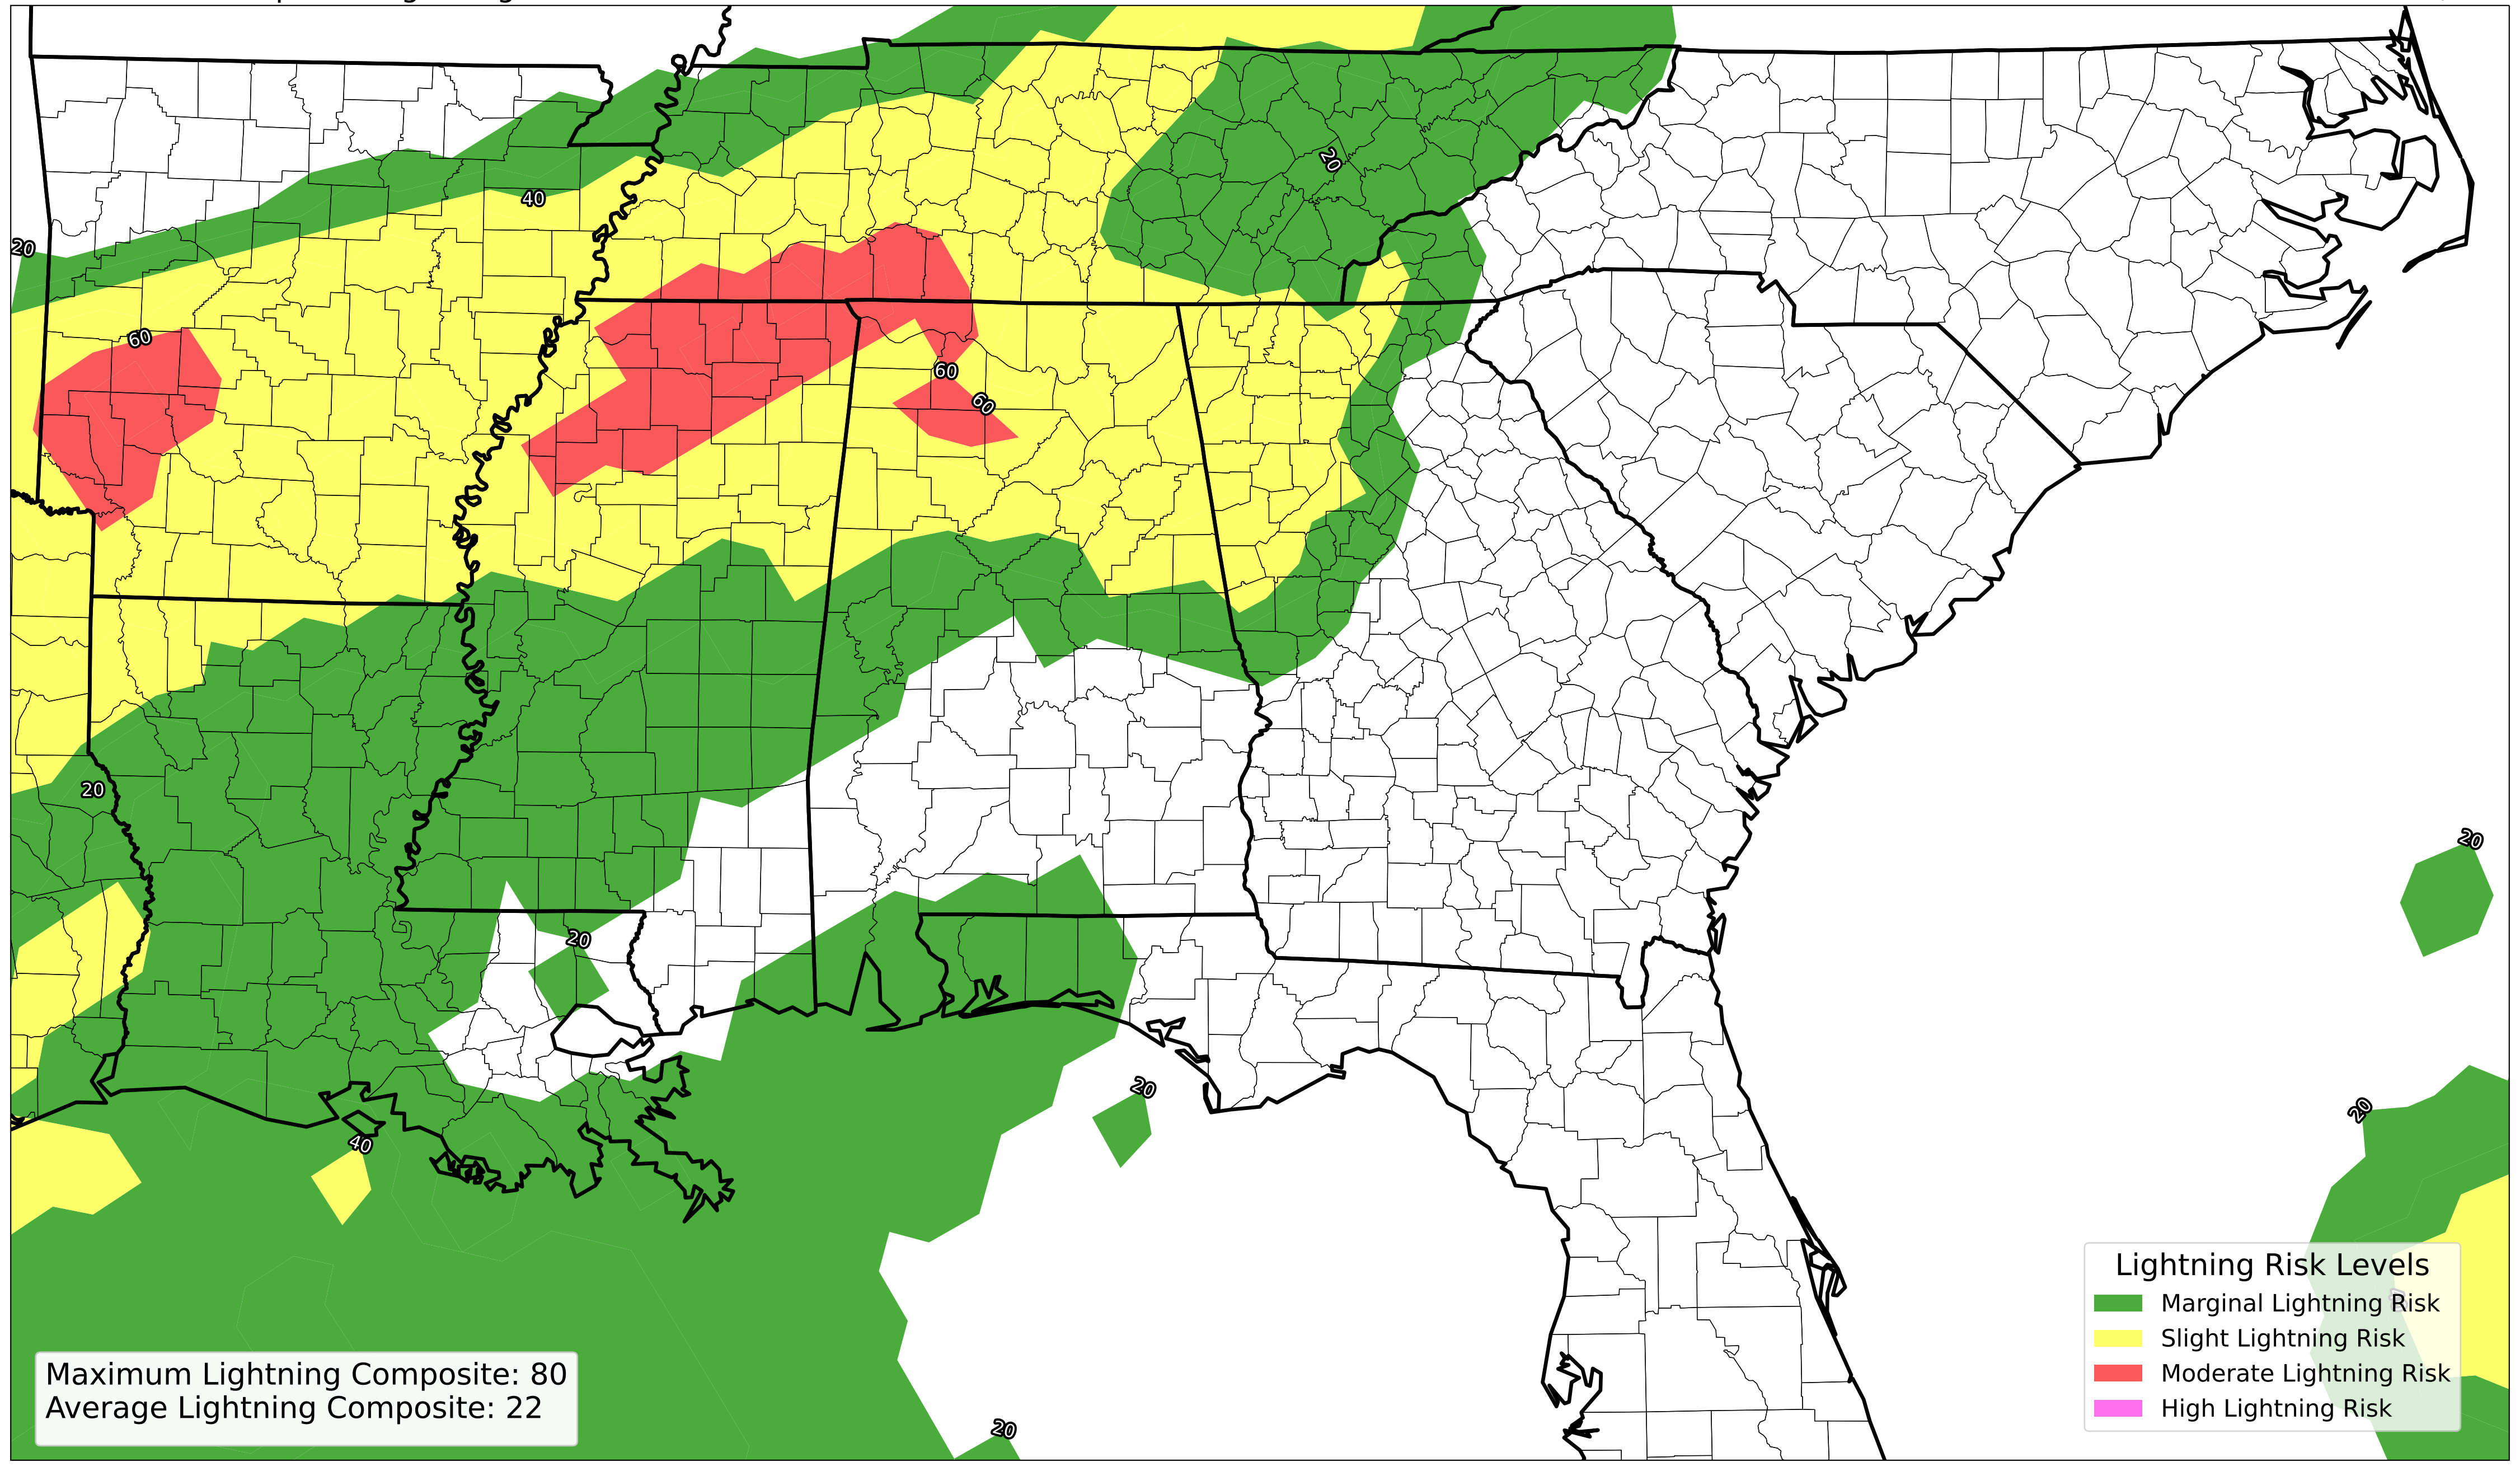 20
40
20
60
60
60
20
20
20
20
20
40
20
Lightning Risk Levels
Marginal Lightning Risk
Slight Lightning Risk
Moderate Lightning Risk
High Lightning Risk
Maximum Lightning Composite: 80
Average Lightning Composite: 22
20